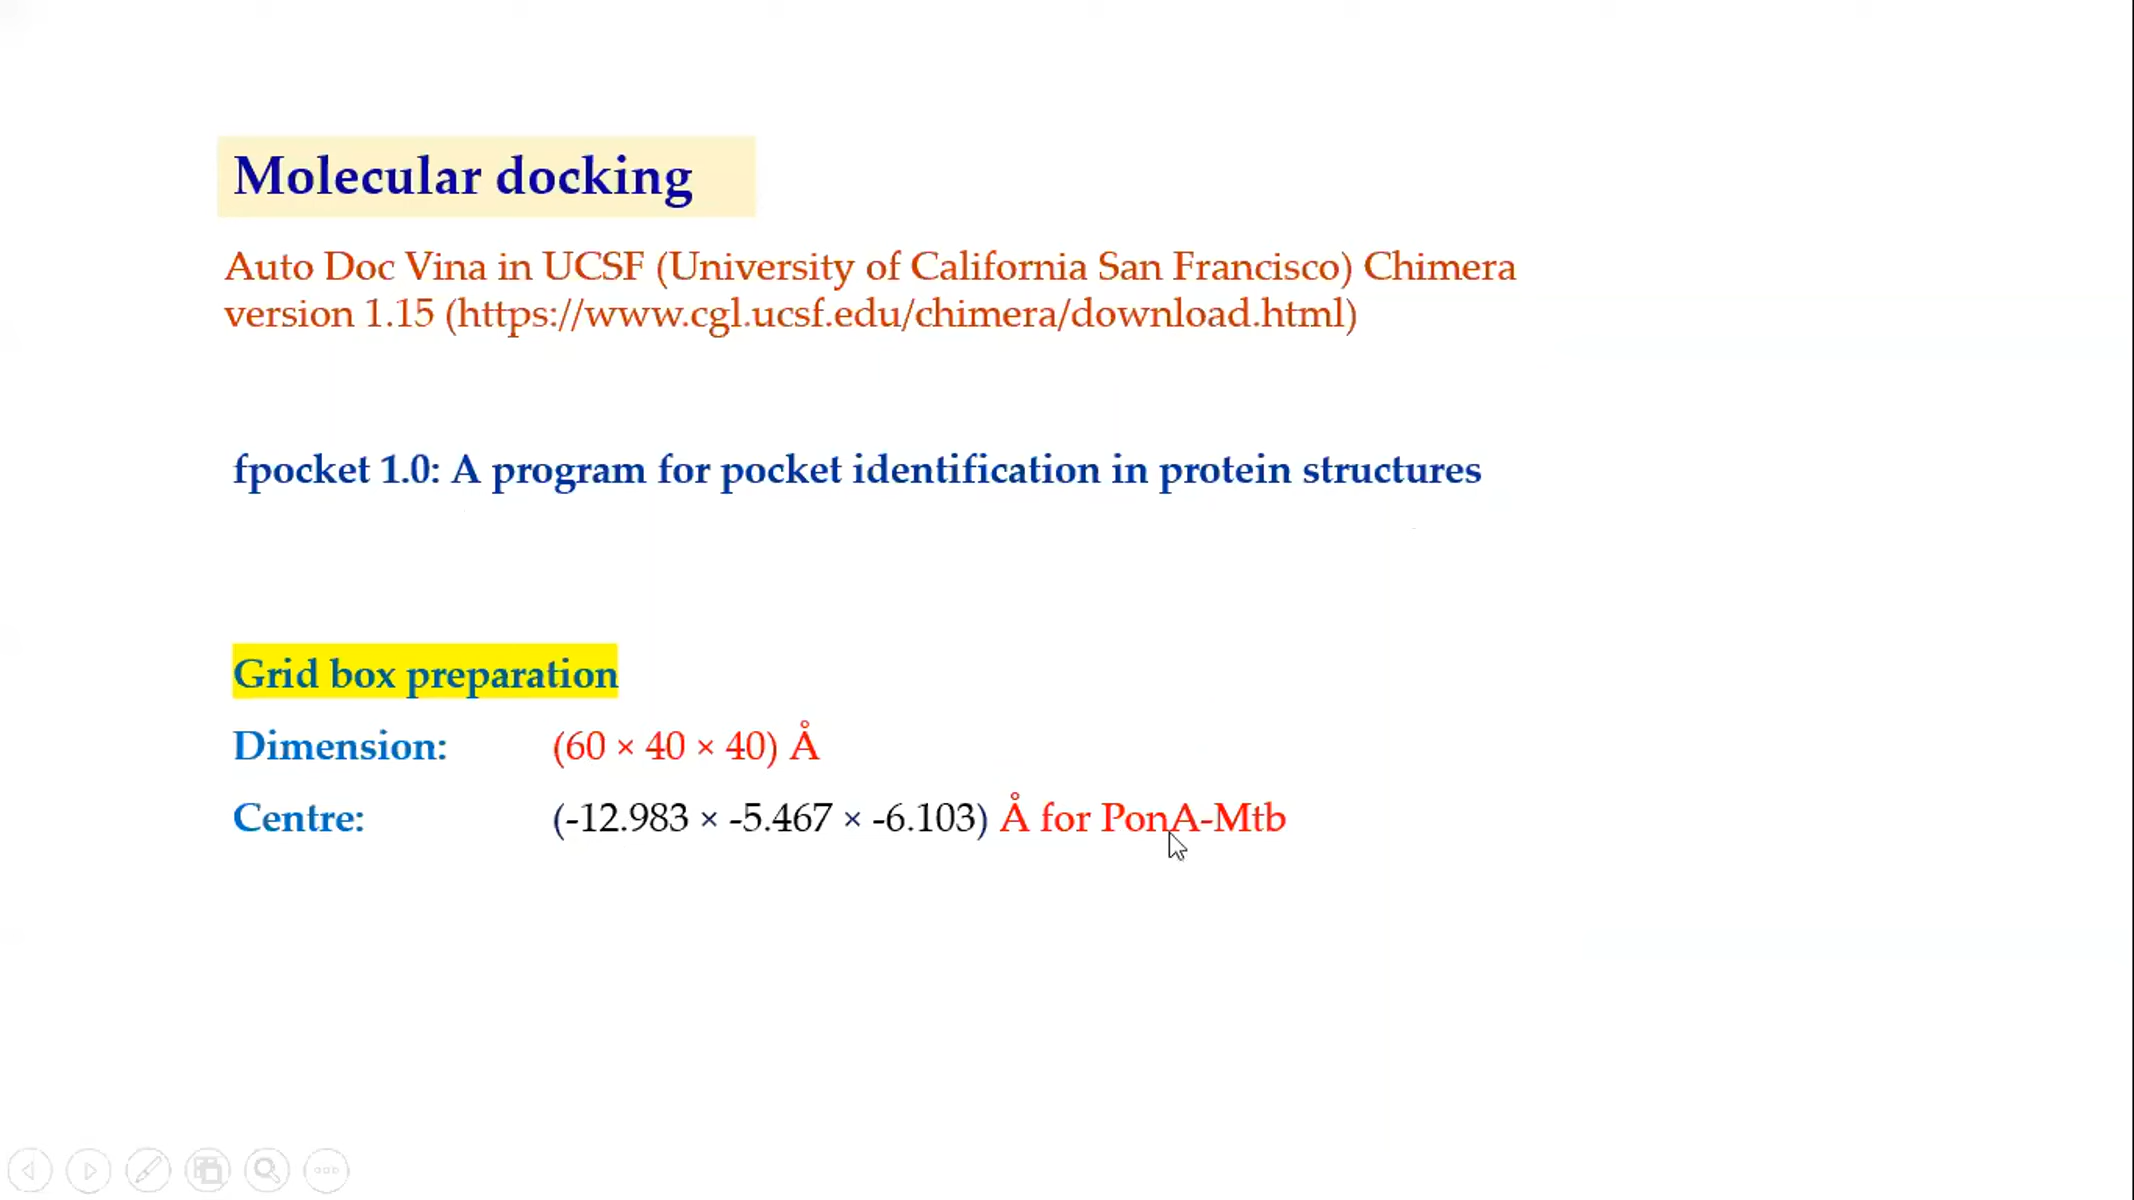 Molecular docking
Auto Doc Vina in UCSF (University of California San Francisco) Chimera
version 1.15 (https://www.cgl.ucsf.edu/chimera/download.html)
fpocket 1.0: A program for pocket identification in protein structures
Grid box preparation
Dimension: (60 × 40 × 40) Å
Centre: (-12.983 × -5.467 × -6.103) Å for PonA-Mtb